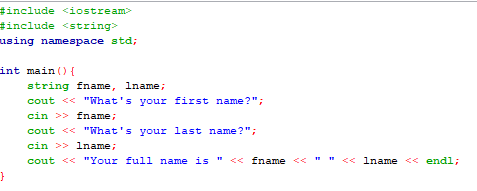 #include <iostream>
#include <string>
using namespace std;
int main(){
string fname, lname;
cout << "What's your first name?";
cin >> fname;
cout << "What's your last name?";
cin >> lname;
cout << "Your full name is " << fname << " " << lname << endl;
}